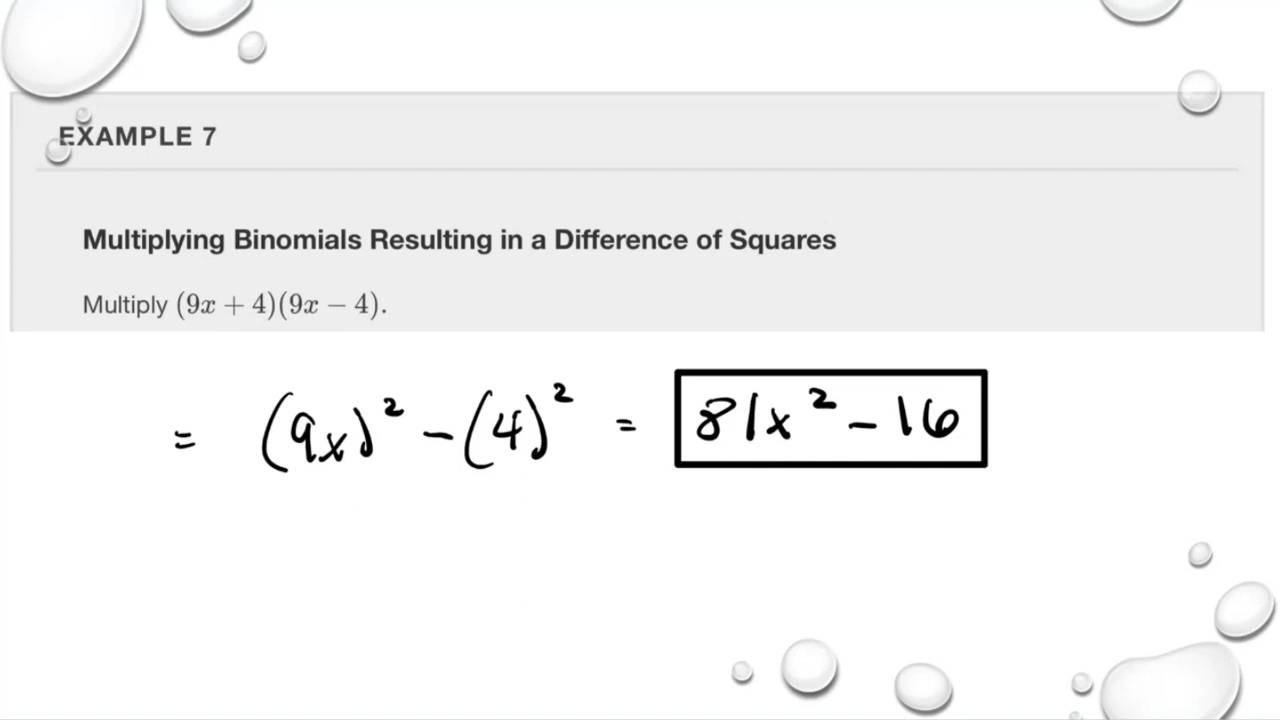 EXAMPLE 7
Multiplying Binomials Resulting in a Difference of Squares
Multiply (9x + 4)(9x − 4).
= (9x)² − (4)² = 81x² − 16